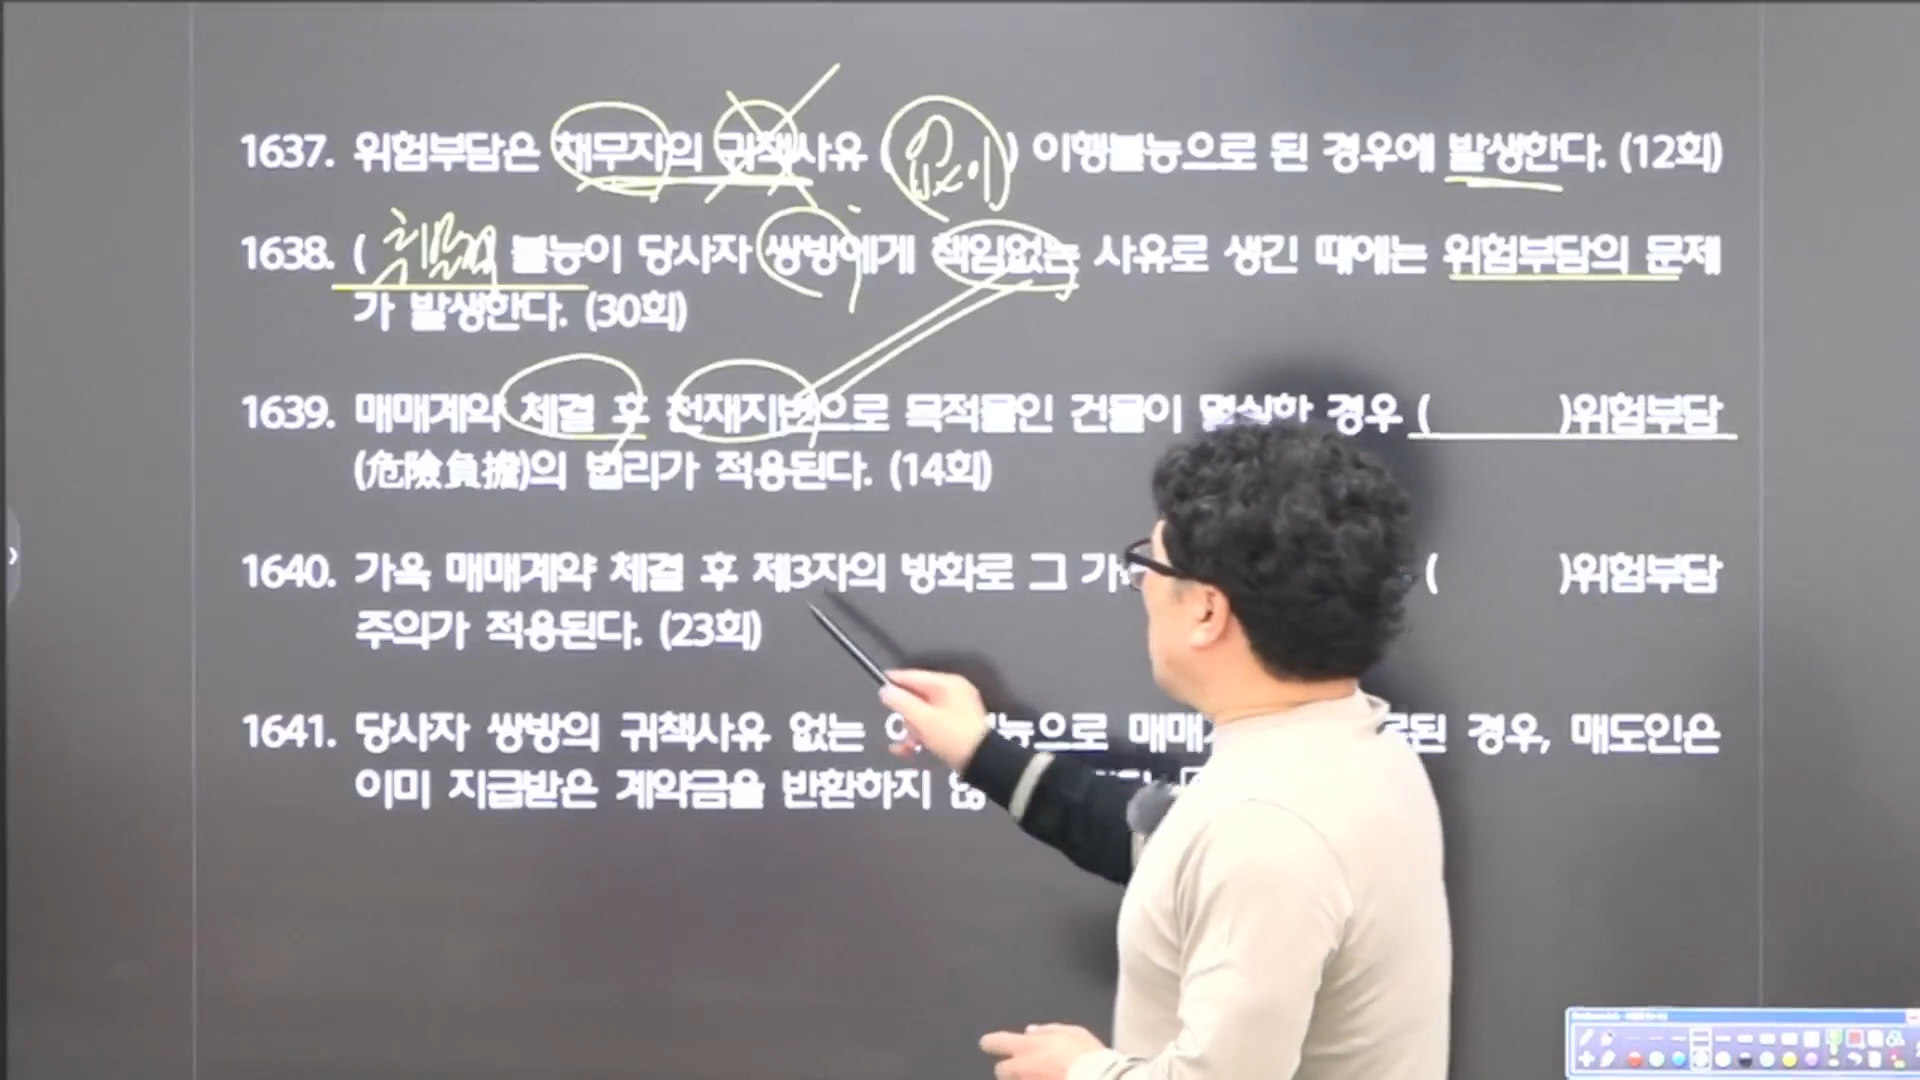 1637. 위험부담은 채무자의 귀책사유 (없이) 이행불능으로 된 경우에 발생한다. (12회)
1638. ( 불능이 당사자 쌍방에게 책임없는 사유로 생긴 때에는 위험부담의 문제
가 발생한다. (30회)
1639. 매매계약 체결 후 천재지변으로 목적물인 건물이 멸실한 경우 ( )위험부담
(危險負擔)의 법리가 적용된다. (14회)
1640. 가옥 매매계약 체결 후 제3자의 방화로 그 ( )위험부담
주의가 적용된다. (23회)
1641. 당사자 쌍방의 귀책사유 없는 경우, 매도인은
이미 지급받은 계약금을 반환하지